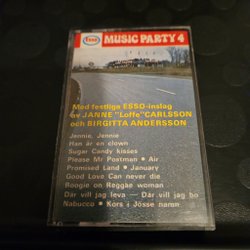 Esso
MUSIC PARTY 4
Med festliga ESSO-inslag
av JANNE "Loffe" CARLSSON
och BIRGITTA ANDERSSON
Jennie, Jennie
Han är en clown
Sugar Candy kisses
Please Mr Postman • Air
Promised Land • January
Good Love Can never die
Boogie on Reggae woman
Där vill jag leva — Där vill jag bo
Nabucco • Kors i Jösse namn